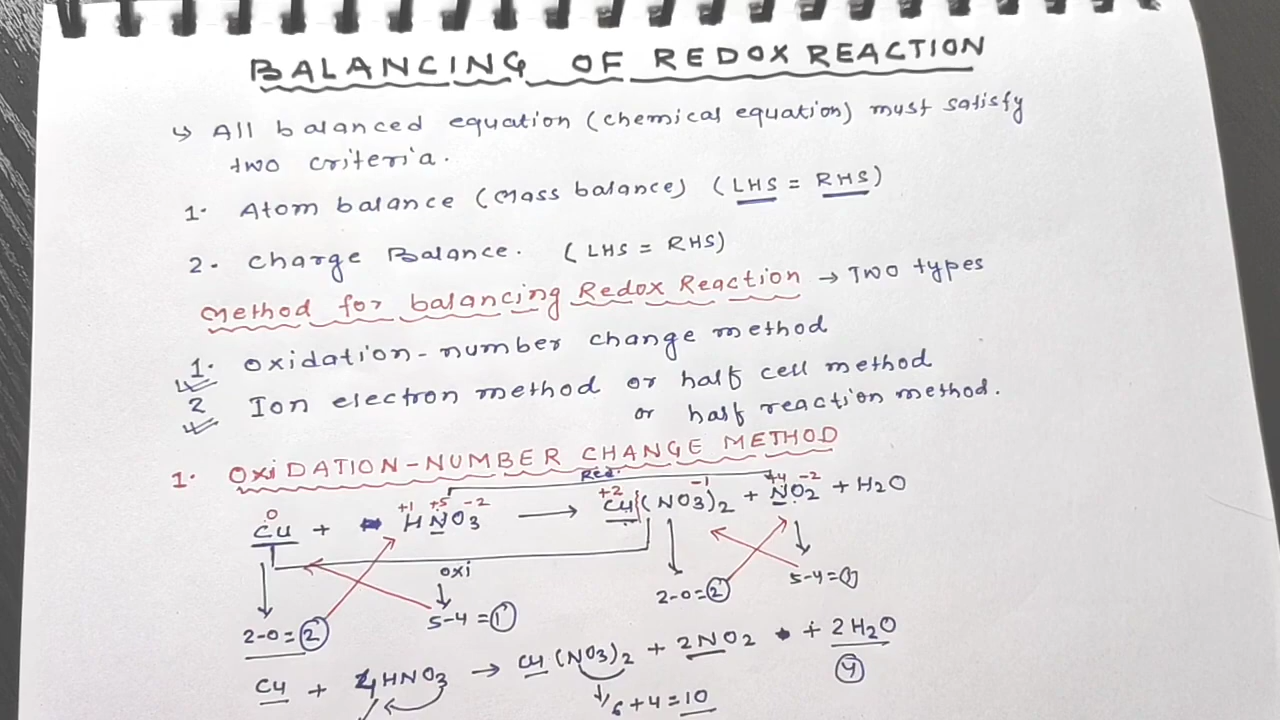 BALANCING OF REDOX REACTION
↳ All balanced equation (chemical equation) must satisfy
two criteria.
1. Atom balance (Mass balance) (LHS = RHS)
2. Charge Balance. (LHS = RHS)
Method for balancing Redox Reaction → Two types
1. Oxidation-number change method
2 Ion electron method or half cell method
or half reaction method.
1. OXiDATION-NUMBER CHANGE METHOD
Red.
0 +1 +5 -2 +2 -1 +4 -2
Cu + HNO3 → Cu(NO3)2 + NO2 + H2O
oxi
2-0=2 5-4=1 2-0=2 5-4=1
Cu + 4HNO3 → Cu(NO3)2 + 2NO2 + 2H2O
6+4=10 4